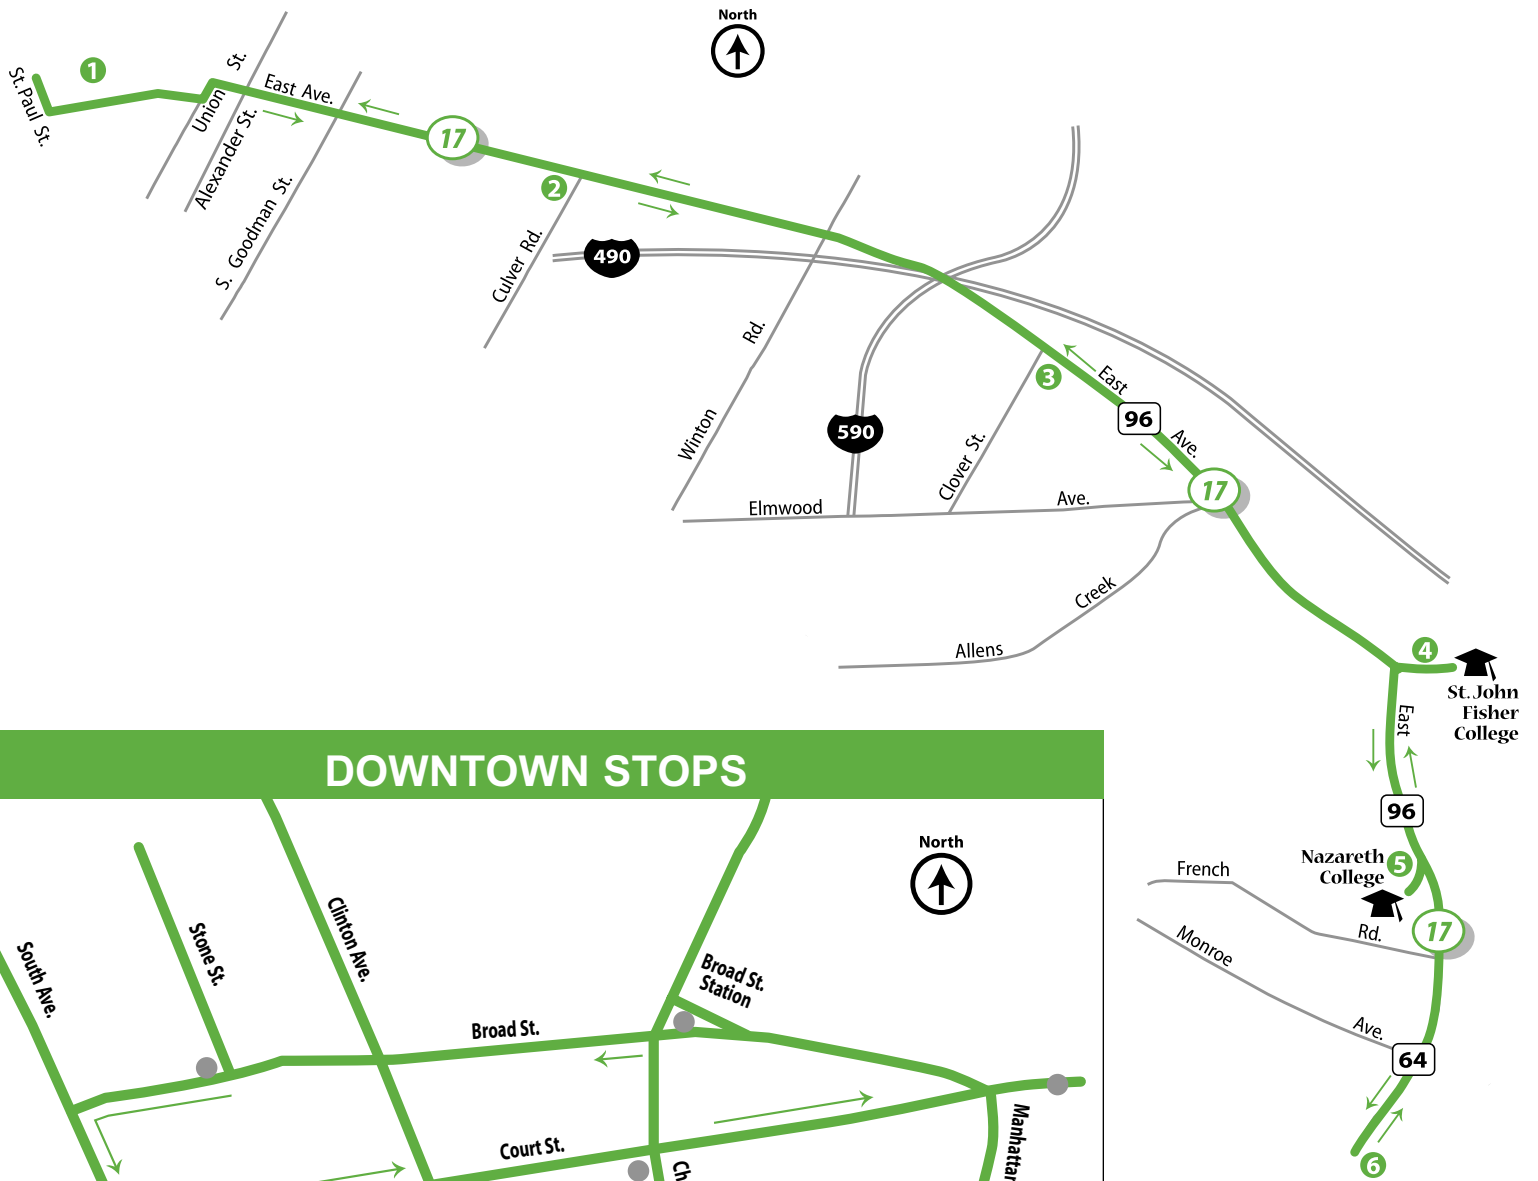 North
1
St. Paul St.
St.
Union
East Ave.
Alexander St.
S. Goodman St.
17
2
Culver Rd.
490
Rd.
Winton
590
3
East
96
Ave.
Clover St.
17
Elmwood
Ave.
Creek
Allens
4
St. John
Fisher
College
East
96
Nazareth
College
5
French
Rd.
17
Monroe
Ave.
64
6
DOWNTOWN STOPS
North
South Ave.
Stone St.
Clinton Ave.
Broad St.
Station
Broad St.
Court St.
Ch
Manhattan